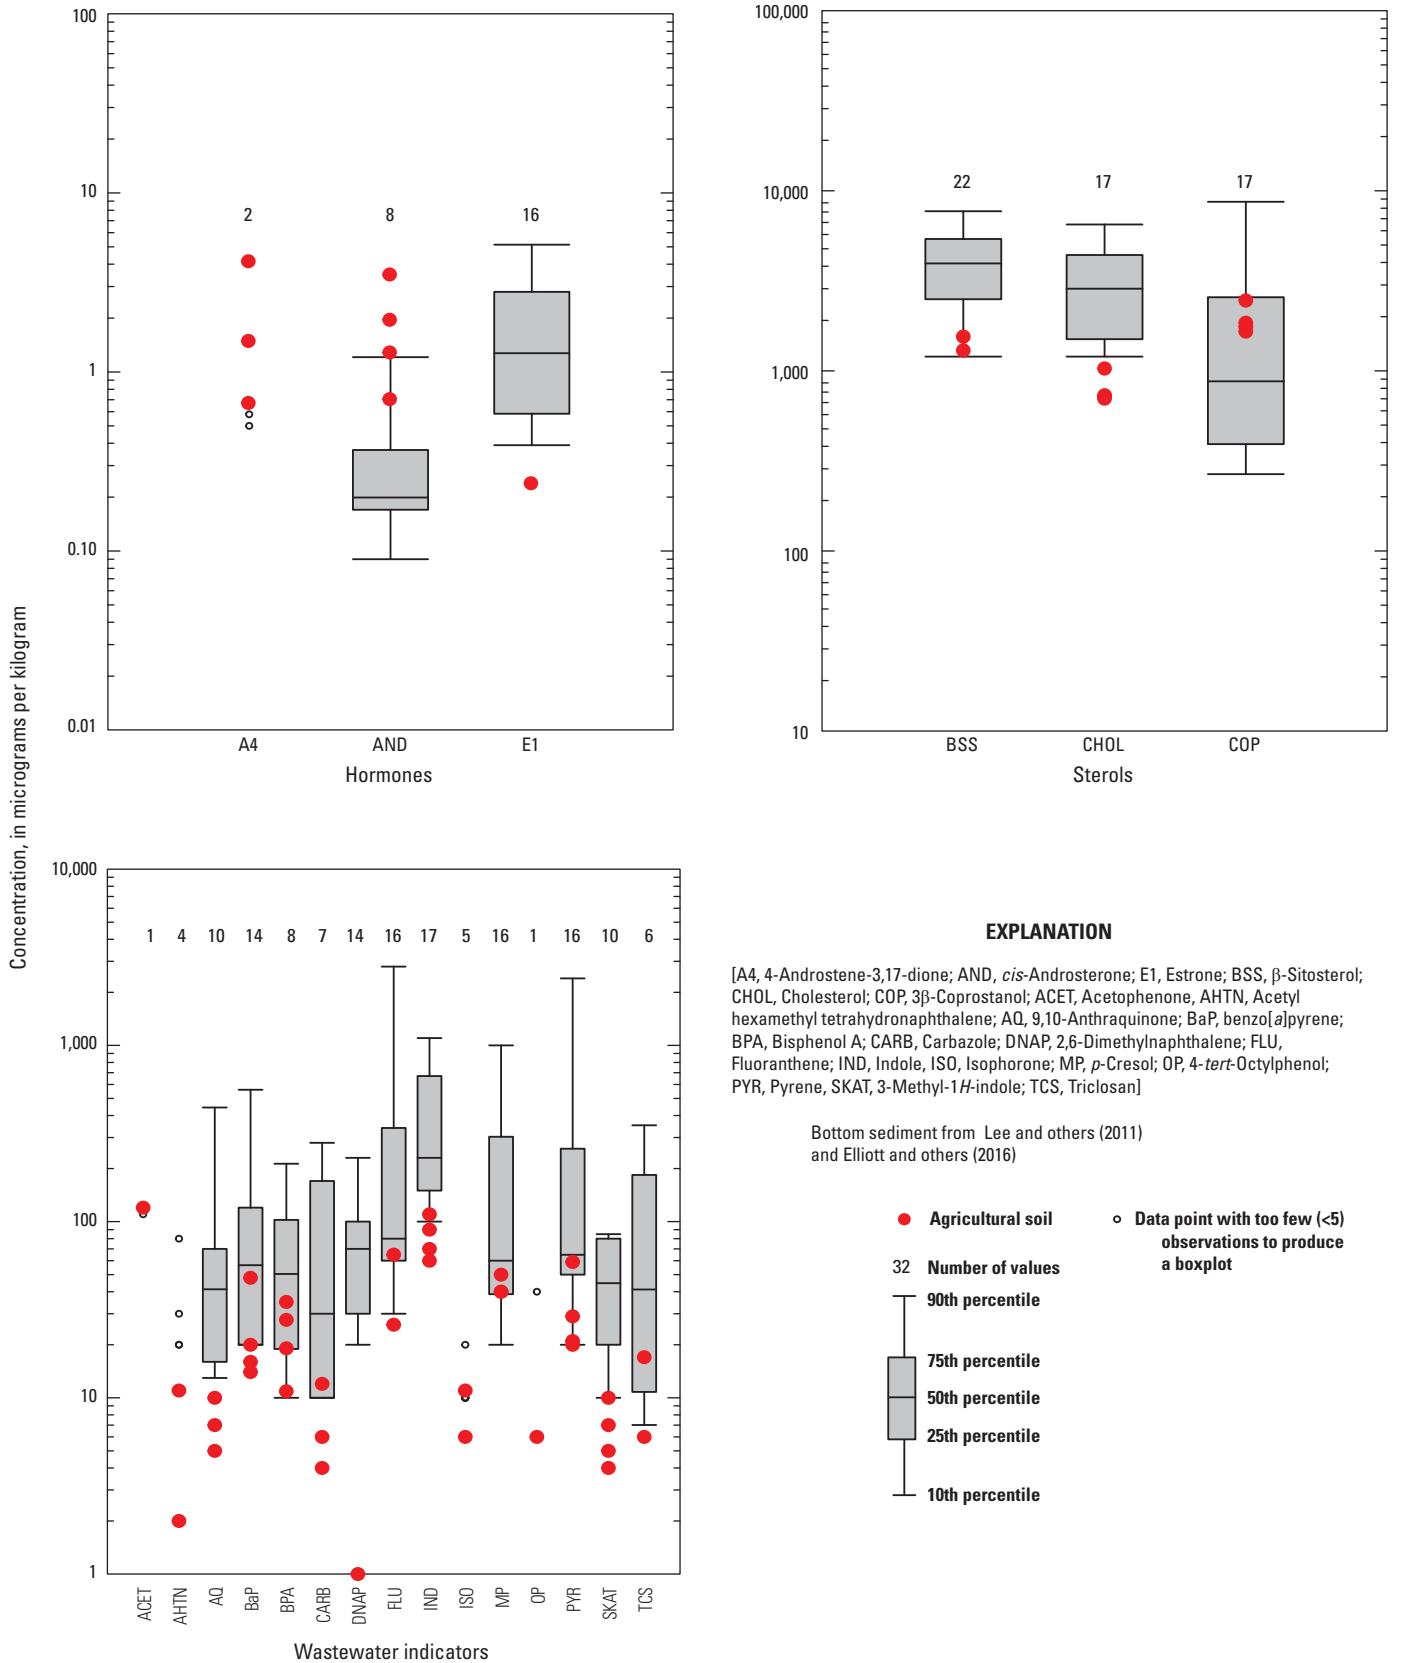 Concentration, in micrograms per kilogram
100
10
1
0.10
0.01
2 8 16
A4 AND E1
Hormones
100,000
10,000
1,000
100
10
22 17 17
BSS CHOL COP
Sterols
10,000
1,000
100
10
1
1 4 10 14 8 7 14 16 17 5 16 1 16 10 6
ACET AHTN AQ BaP BPA CARB DNAP FLU IND ISO MP OP PYR SKAT TCS
Wastewater indicators
EXPLANATION
[A4, 4-Androstene-3,17-dione; AND, cis-Androsterone; E1, Estrone; BSS, β-Sitosterol;
CHOL, Cholesterol; COP, 3β-Coprostanol; ACET, Acetophenone, AHTN, Acetyl
hexamethyl tetrahydronaphthalene; AQ, 9,10-Anthraquinone; BaP, benzo[a]pyrene;
BPA, Bisphenol A; CARB, Carbazole; DNAP, 2,6-Dimethylnaphthalene; FLU,
Fluoranthene; IND, Indole, ISO, Isophorone; MP, p-Cresol; OP, 4-tert-Octylphenol;
PYR, Pyrene, SKAT, 3-Methyl-1H-indole; TCS, Triclosan]
Bottom sediment from Lee and others (2011)
and Elliott and others (2016)
Agricultural soil
32 Number of values
90th percentile
75th percentile
50th percentile
25th percentile
10th percentile
Data point with too few (<5)
observations to produce
a boxplot